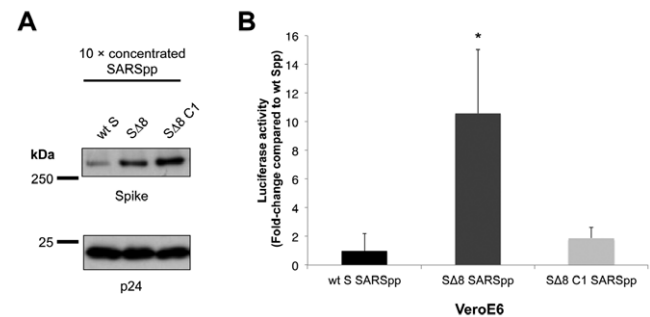 A
10 × concentrated
SARSpp
wt S
SΔ8
SΔ8 C1
kDa
250
Spike
25
p24
B
Luciferase activity
(Fold-change compared to wt Spp)
16
14
12
10
8
6
4
2
0
*
wt S SARSpp
SΔ8 SARSpp
SΔ8 C1 SARSpp
VeroE6